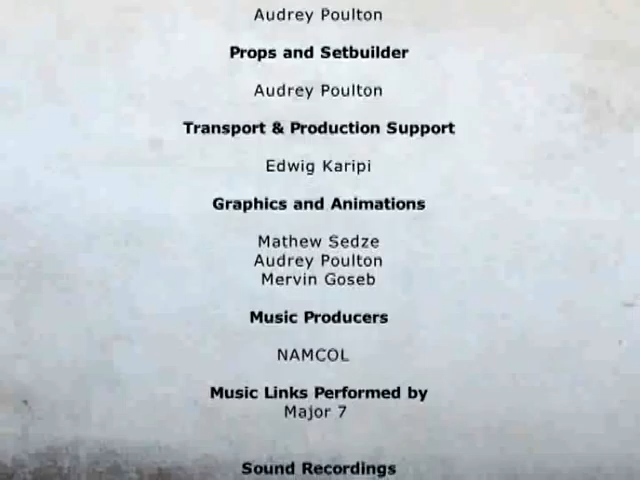 Audrey Poulton
Props and Setbuilder
Audrey Poulton
Transport & Production Support
Edwig Karipi
Graphics and Animations
Mathew Sedze
Audrey Poulton
Mervin Goseb
Music Producers
NAMCOL
Music Links Performed by
Major 7
Sound Recordings